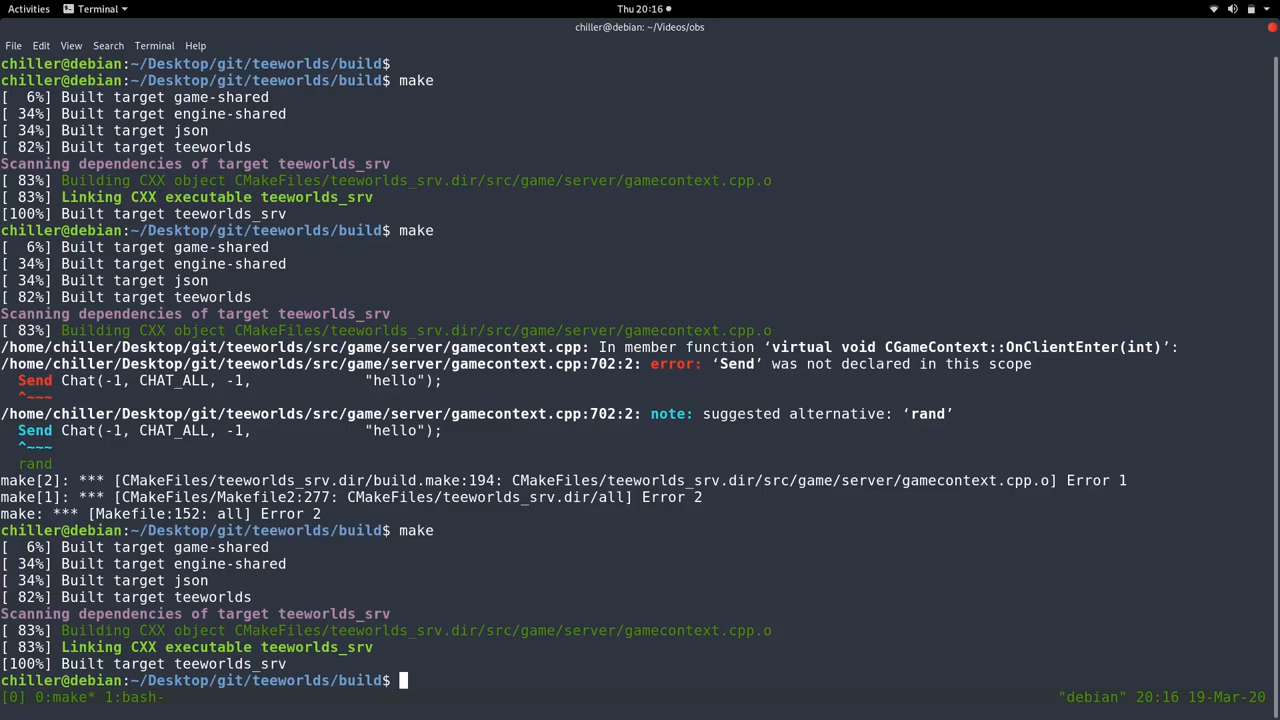 Activities Terminal Thu 20:16
chiller@debian: ~/Videos/obs
File Edit View Search Terminal Help
chiller@debian:~/Desktop/git/teeworlds/build$
chiller@debian:~/Desktop/git/teeworlds/build$ make
[  6%] Built target game-shared
[ 34%] Built target engine-shared
[ 34%] Built target json
[ 82%] Built target teeworlds
Scanning dependencies of target teeworlds_srv
[ 83%] Building CXX object CMakeFiles/teeworlds_srv.dir/src/game/server/gamecontext.cpp.o
[ 83%] Linking CXX executable teeworlds_srv
[100%] Built target teeworlds_srv
chiller@debian:~/Desktop/git/teeworlds/build$ make
[  6%] Built target game-shared
[ 34%] Built target engine-shared
[ 34%] Built target json
[ 82%] Built target teeworlds
Scanning dependencies of target teeworlds_srv
[ 83%] Building CXX object CMakeFiles/teeworlds_srv.dir/src/game/server/gamecontext.cpp.o
/home/chiller/Desktop/git/teeworlds/src/game/server/gamecontext.cpp: In member function ‘virtual void CGameContext::OnClientEnter(int)’:
/home/chiller/Desktop/git/teeworlds/src/game/server/gamecontext.cpp:702:2: error: ‘Send’ was not declared in this scope
  Send Chat(-1, CHAT_ALL, -1,             "hello");
  ^~~~
/home/chiller/Desktop/git/teeworlds/src/game/server/gamecontext.cpp:702:2: note: suggested alternative: ‘rand’
  Send Chat(-1, CHAT_ALL, -1,             "hello");
  ^~~~
  rand
make[2]: *** [CMakeFiles/teeworlds_srv.dir/build.make:194: CMakeFiles/teeworlds_srv.dir/src/game/server/gamecontext.cpp.o] Error 1
make[1]: *** [CMakeFiles/Makefile2:277: CMakeFiles/teeworlds_srv.dir/all] Error 2
make: *** [Makefile:152: all] Error 2
chiller@debian:~/Desktop/git/teeworlds/build$ make
[  6%] Built target game-shared
[ 34%] Built target engine-shared
[ 34%] Built target json
[ 82%] Built target teeworlds
Scanning dependencies of target teeworlds_srv
[ 83%] Building CXX object CMakeFiles/teeworlds_srv.dir/src/game/server/gamecontext.cpp.o
[ 83%] Linking CXX executable teeworlds_srv
[100%] Built target teeworlds_srv
chiller@debian:~/Desktop/git/teeworlds/build$
[0] 0:make* 1:bash- "debian" 20:16 19-Mar-20